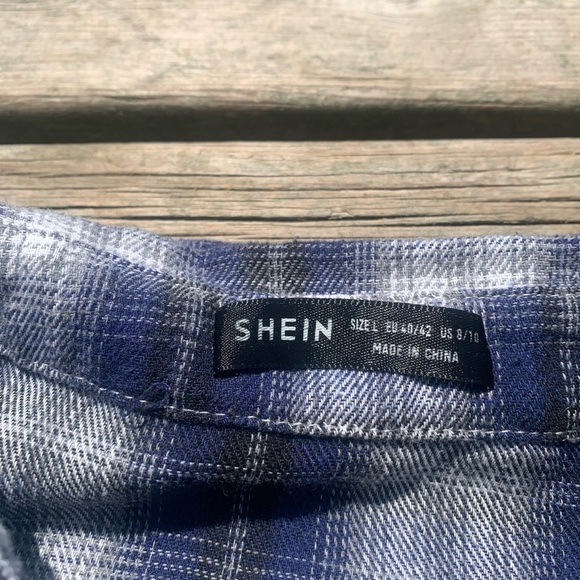 SHEIN SIZE L EU 40/42 US 8/10
MADE IN CHINA